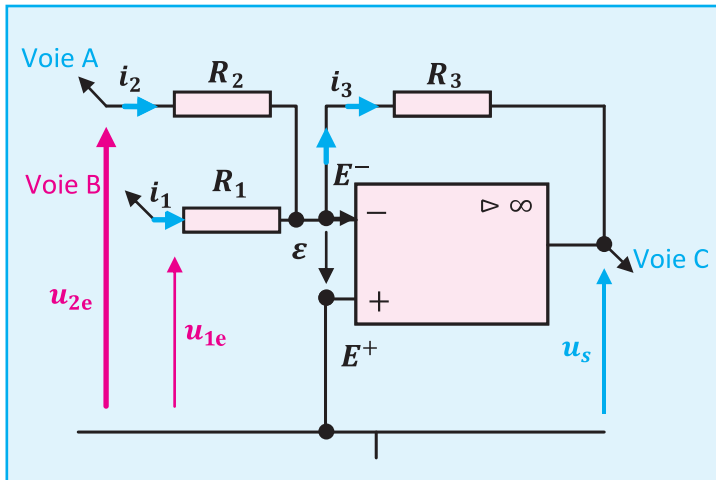 Voie A
i₂
R₂
i₃
R₃
Voie B
i₁
R₁
E⁻
−
▷ ∞
ε
Voie C
u₂ₑ
+
u₁ₑ
E⁺
uₛ